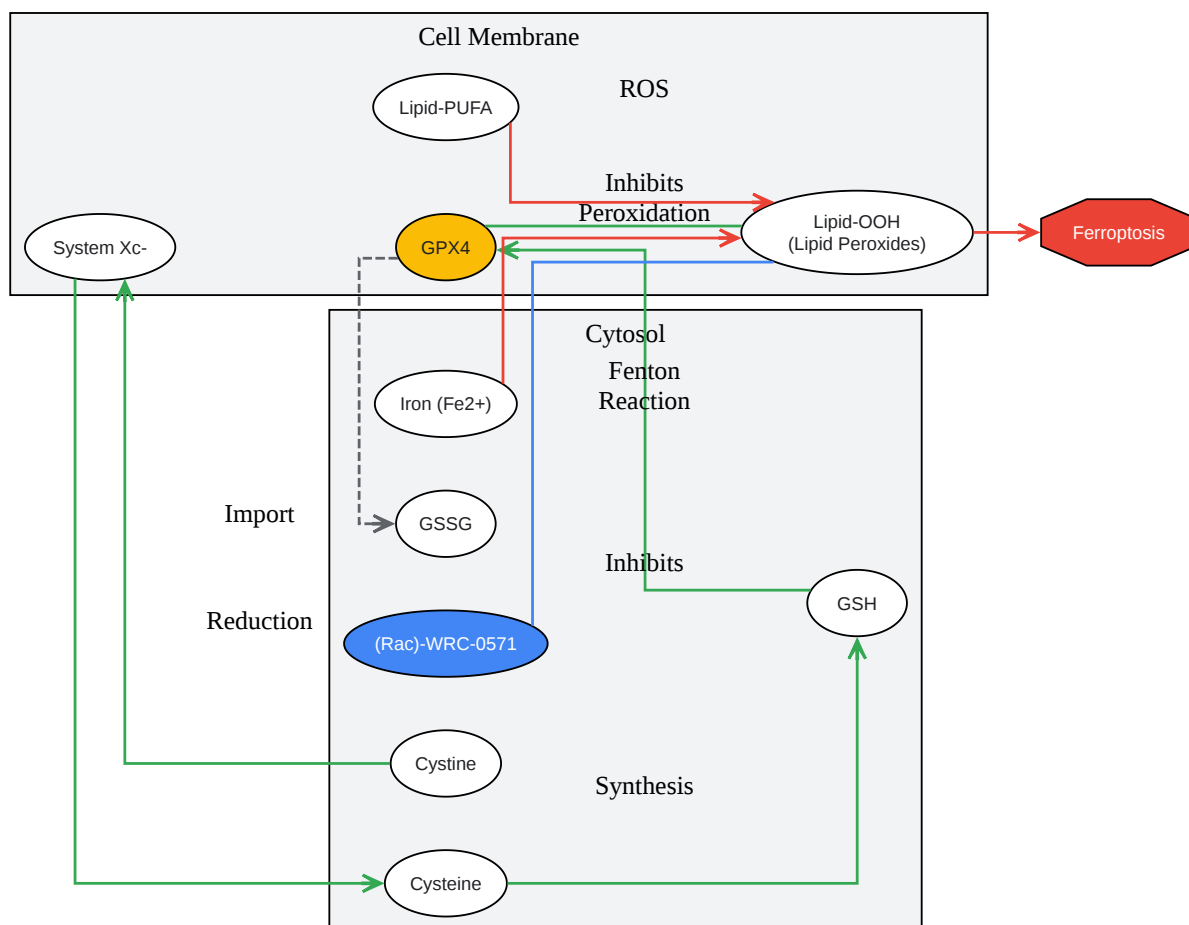 Cell Membrane
ROS
Lipid-PUFA
Inhibits
Peroxidation
Lipid-OOH
(Lipid Peroxides)
System Xc-
GPX4
Ferroptosis
Cytosol
Fenton
Reaction
Iron (Fe2+)
Import
GSSG
Inhibits
GSH
Reduction
(Rac)-WRC-0571
Cystine
Synthesis
Cysteine